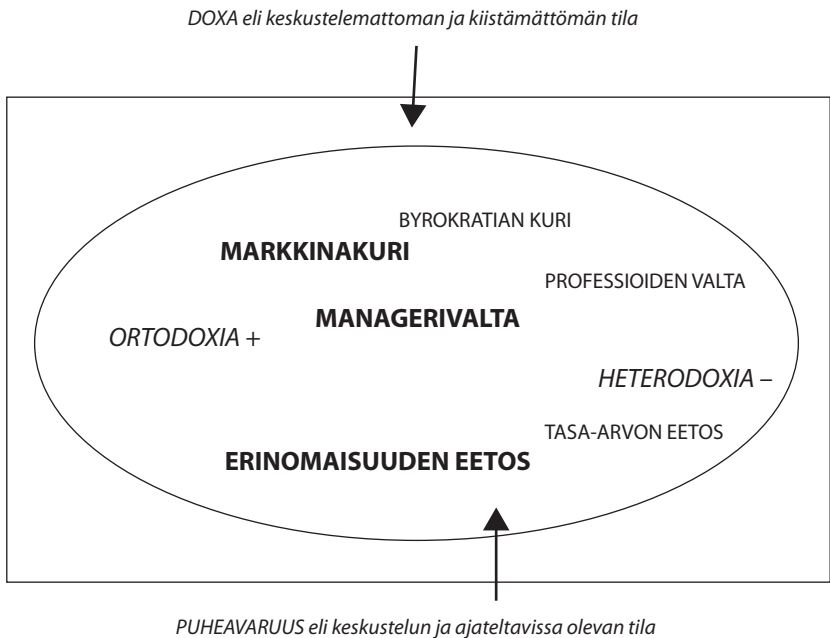 DOXA eli keskustelemattoman ja kiistämättömän tila
BYROKRATIAN KURI
MARKKINAKURI
PROFESSIOIDEN VALTA
MANAGERIVALTA
ORTODOXIA +
HETERODOXIA –
TASA-ARVON EETOS
ERINOMAISUUDEN EETOS
PUHEAVARUUS eli keskustelun ja ajateltavissa olevan tila